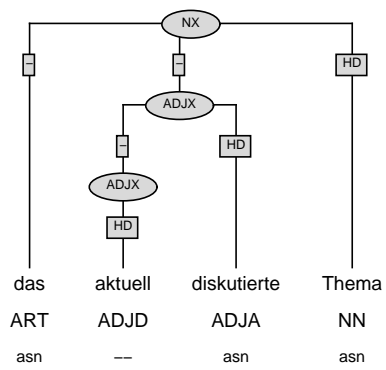 NX
– – HD
ADJX
– HD
ADJX
HD
das aktuell diskutierte Thema
ART ADJD ADJA NN
asn –– asn asn